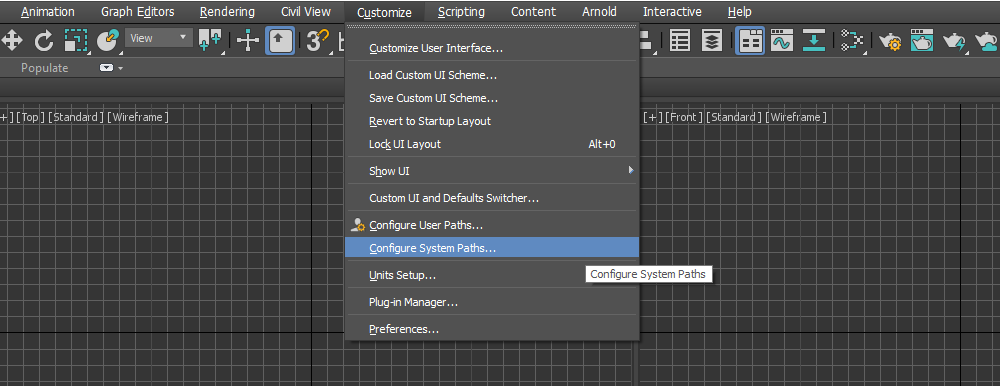 Animation Graph Editors Rendering Civil View Customize Scripting Content Arnold Interactive Help
View
3
Populate
+] [Top] [Standard] [Wireframe]
[+] [Front] [Standard] [Wireframe]
Customize User Interface...
Load Custom UI Scheme...
Save Custom UI Scheme...
Revert to Startup Layout
Lock UI Layout Alt+0
Show UI
Custom UI and Defaults Switcher...
Configure User Paths...
Configure System Paths...
Configure System Paths
Units Setup...
Plug-in Manager...
Preferences...